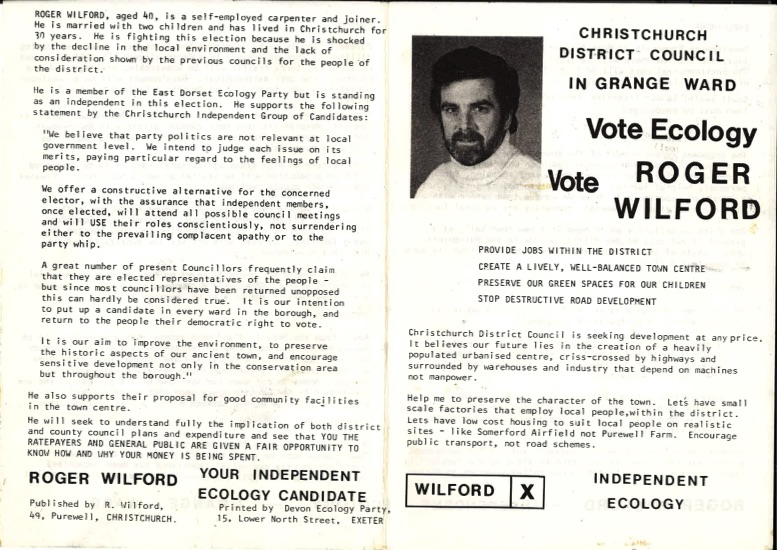 ROGER WILFORD, aged 40, is a self-employed carpenter and joiner.
He is married with two children and has lived in Christchurch for
30 years. He is fighting this election because he is shocked
by the decline in the local environment and the lack of
consideration shown by the previous councils for the people of
the district.
He is a member of the East Dorset Ecology Party but is standing
as an independent in this election. He supports the following
statement by the Christchurch Independent Group of Candidates:
"We believe that party politics are not relevant at local
government level. We intend to judge each issue on its
merits, paying particular regard to the feelings of local
people.
We offer a constructive alternative for the concerned
elector, with the assurance that independent members,
once elected, will attend all possible council meetings
and will USE their roles conscientiously, not surrendering
either to the prevailing complacent apathy or to the
party whip.
A great number of present Councillors frequently claim
that they are elected representatives of the people -
but since most councillors have been returned unopposed
this can hardly be considered true. It is our intention
to put up a candidate in every ward in the borough, and
return to the people their democratic right to vote.
It is our aim to improve the environment, to preserve
the historic aspects of our ancient town, and encourage
sensitive development not only in the conservation area
but throughout the borough."
He also supports their proposal for good community facilities
in the town centre.
He will seek to understand fully the implication of both district
and county council plans and expenditure and see that YOU THE
RATEPAYERS AND GENERAL PUBLIC ARE GIVEN A FAIR OPPORTUNITY TO
KNOW HOW AND WHY YOUR MONEY IS BEING SPENT.
ROGER WILFORD
YOUR INDEPENDENT
ECOLOGY CANDIDATE
Published by R. Wilford,
49, Purewell, CHRISTCHURCH.
Printed by Devon Ecology Party,
15, Lower North Street, EXETER
CHRISTCHURCH
DISTRICT COUNCIL
IN GRANGE WARD
Vote Ecology
Vote ROGER
WILFORD
PROVIDE JOBS WITHIN THE DISTRICT
CREATE A LIVELY, WELL-BALANCED TOWN CENTRE
PRESERVE OUR GREEN SPACES FOR OUR CHILDREN
STOP DESTRUCTIVE ROAD DEVELOPMENT
Christchurch District Council is seeking development at any price.
It believes our future lies in the creation of a heavily
populated urbanised centre, criss-crossed by highways and
surrounded by warehouses and industry that depend on machines
not manpower.
Help me to preserve the character of the town. Let's have small
scale factories that employ local people,within the district.
Lets have low cost housing to suit local people on realistic
sites - like Somerford Airfield not Purewell Farm. Encourage
public transport, not road schemes.
WILFORD X
INDEPENDENT
ECOLOGY